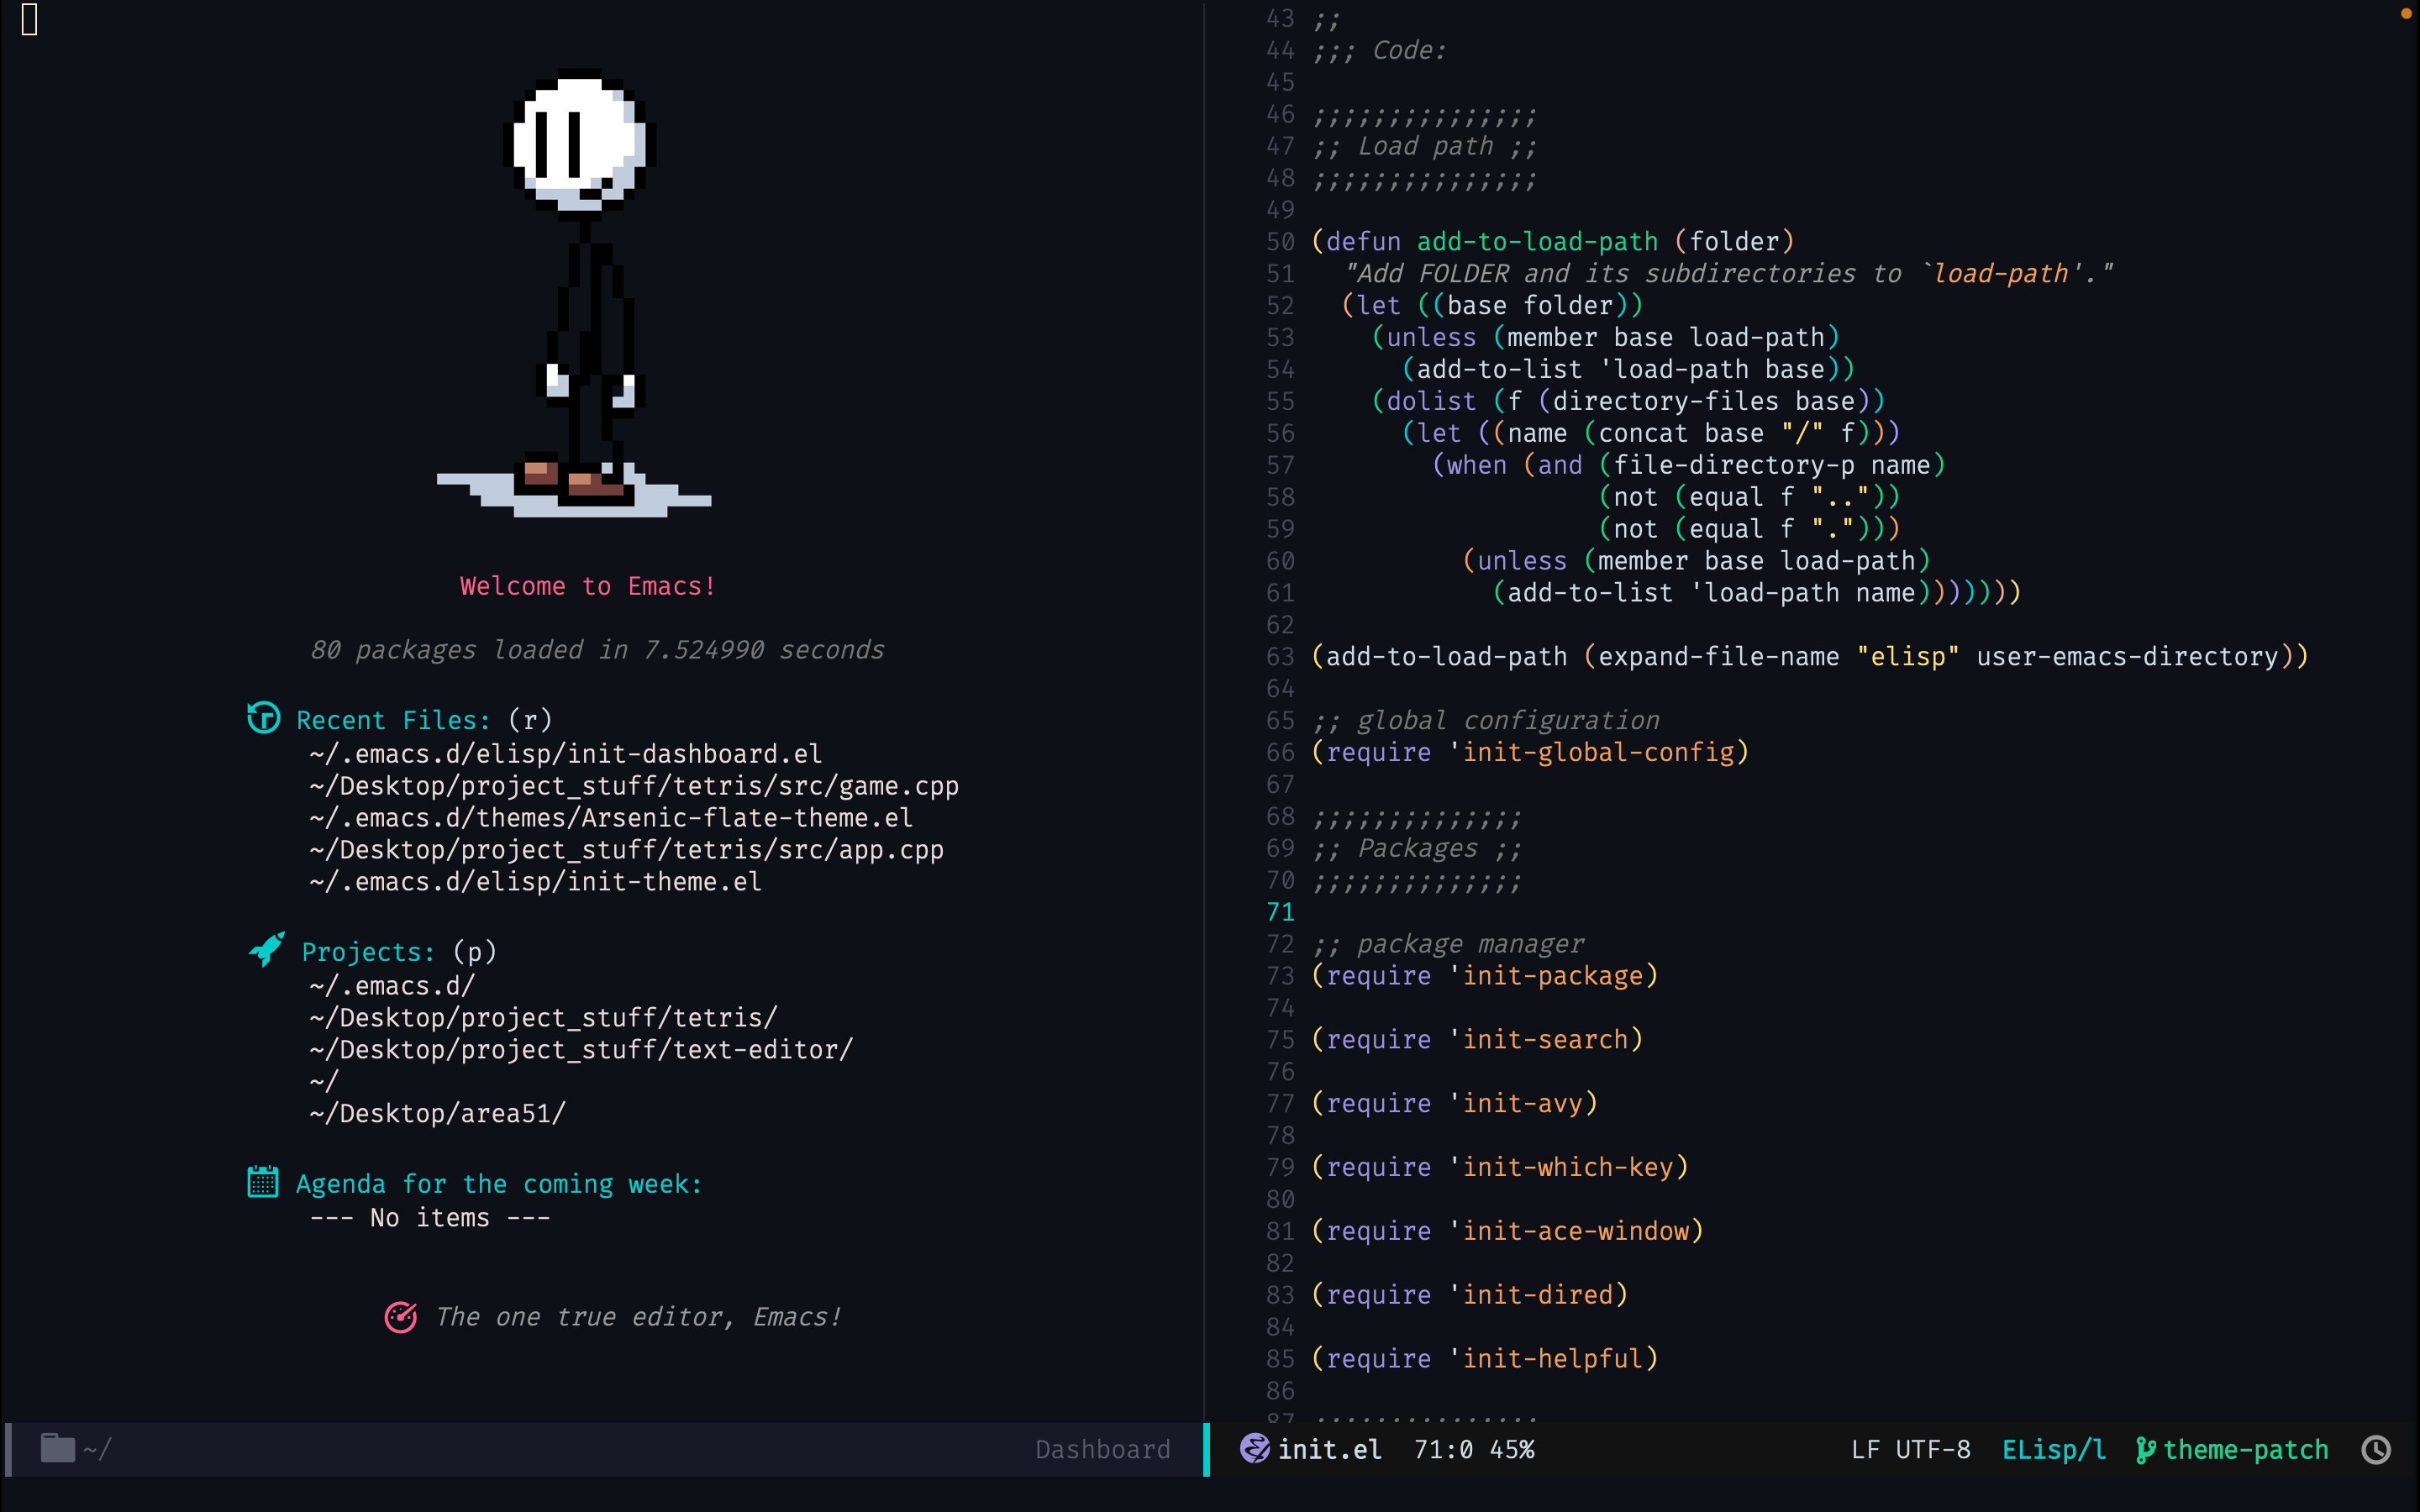 Welcome to Emacs!
80 packages loaded in 7.524990 seconds
Recent Files: (r)
~/.emacs.d/elisp/init-dashboard.el
~/Desktop/project_stuff/tetris/src/game.cpp
~/.emacs.d/themes/Arsenic-flate-theme.el
~/Desktop/project_stuff/tetris/src/app.cpp
~/.emacs.d/elisp/init-theme.el
Projects: (p)
~/.emacs.d/
~/Desktop/project_stuff/tetris/
~/Desktop/project_stuff/text-editor/
~/
~/Desktop/area51/
Agenda for the coming week:
--- No items ---
The one true editor, Emacs!
~/ Dashboard
43 ;;
44 ;;; Code:
45
46 ;;;;;;;;;;;;;;;
47 ;; Load path ;;
48 ;;;;;;;;;;;;;;;
49
50 (defun add-to-load-path (folder)
51   "Add FOLDER and its subdirectories to `load-path'."
52   (let ((base folder))
53     (unless (member base load-path)
54       (add-to-list 'load-path base))
55     (dolist (f (directory-files base))
56       (let ((name (concat base "/" f)))
57         (when (and (file-directory-p name)
58                    (not (equal f ".."))
59                    (not (equal f ".")))
60           (unless (member base load-path)
61             (add-to-list 'load-path name)))))))
62
63 (add-to-load-path (expand-file-name "elisp" user-emacs-directory))
64
65 ;; global configuration
66 (require 'init-global-config)
67
68 ;;;;;;;;;;;;;;
69 ;; Packages ;;
70 ;;;;;;;;;;;;;;
71
72 ;; package manager
73 (require 'init-package)
74
75 (require 'init-search)
76
77 (require 'init-avy)
78
79 (require 'init-which-key)
80
81 (require 'init-ace-window)
82
83 (require 'init-dired)
84
85 (require 'init-helpful)
86
87 ;;;;;;;;;;;;;;;
init.el 71:0 45% LF UTF-8 ELisp/l theme-patch